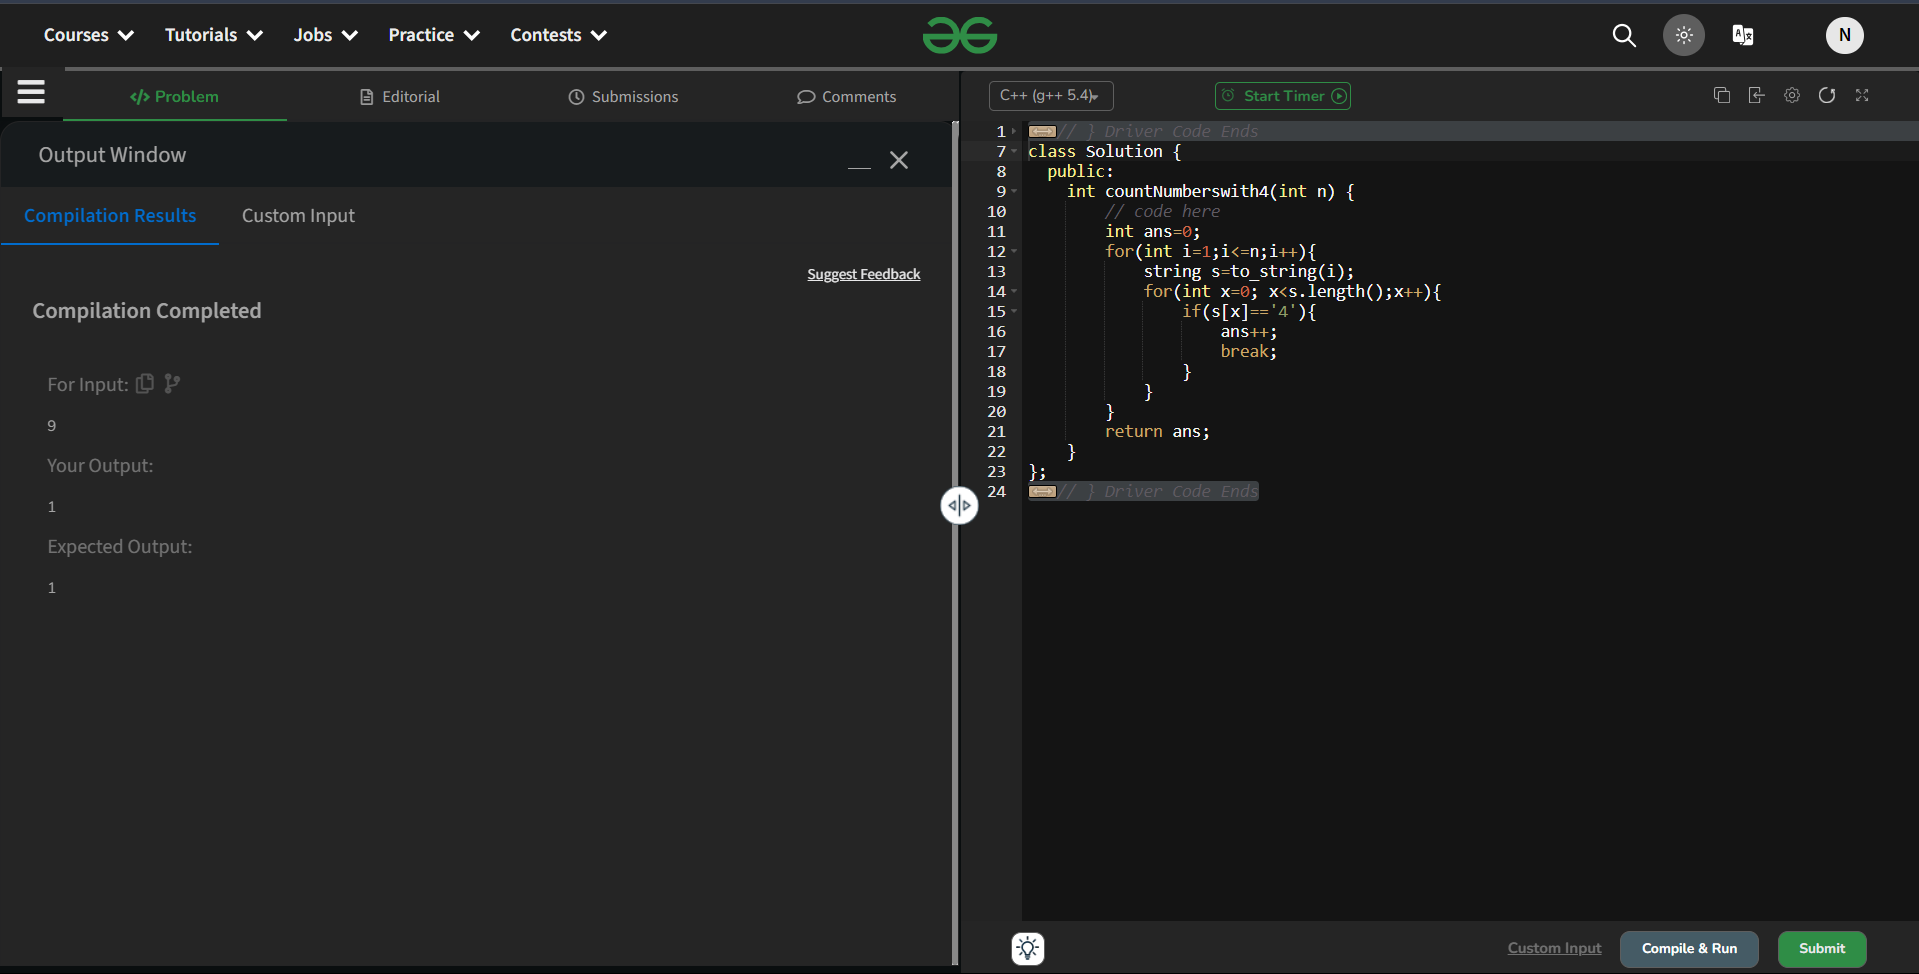 Courses Tutorials Jobs Practice Contests
N
</> Problem Editorial Submissions Comments
Output Window
Compilation Results Custom Input
Suggest Feedback
Compilation Completed
For Input:
9
Your Output:
1
Expected Output:
1
C++ (g++ 5.4) Start Timer
1 // } Driver Code Ends
7 class Solution {
8 public:
9 int countNumberswith4(int n) {
10 // code here
11 int ans=0;
12 for(int i=1;i<=n;i++){
13 string s=to_string(i);
14 for(int x=0; x<s.length();x++){
15 if(s[x]=='4'){
16 ans++;
17 break;
18 }
19 }
20 }
21 return ans;
22 }
23 };
24 // } Driver Code Ends
Custom Input Compile & Run Submit